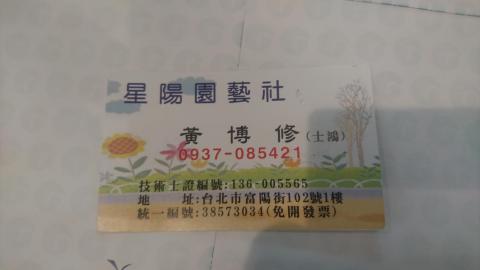 星陽園藝社
黃博修(士鴻)
0937-085421
技術士證編號:136-005565
地址:台北市富陽街102號1樓
統一編號:38573034(免開發票)